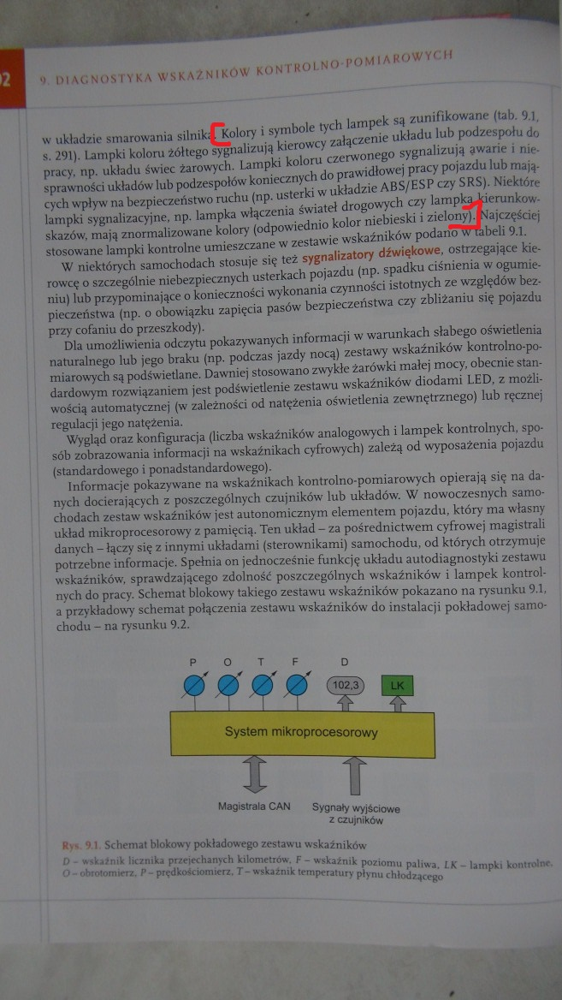 02
9. DIAGNOSTYKA WSKAŹNIKÓW KONTROLNO-POMIAROWYCH
w układzie smarowania silnika. Kolory i symbole tych lampek są zunifikowane (tab. 9.1,
s. 291). Lampki koloru żółtego sygnalizują kierowcy załączenie układu lub podzespołu do
pracy, np. układu świec żarowych. Lampki koloru czerwonego sygnalizują awarie i nie-
sprawności układów lub podzespołów koniecznych do prawidłowej pracy pojazdu lub mają-
cych wpływ na bezpieczeństwo ruchu (np. usterki w układzie ABS/ESP czy SRS). Niektóre
lampki sygnalizacyjne, np. lampka włączenia świateł drogowych czy lampka kierunkow-
skazów, mają znormalizowane kolory (odpowiednio kolor niebieski i zielony). Najczęściej
stosowane lampki kontrolne umieszczane w zestawie wskaźników podano w tabeli 9.1.
W niektórych samochodach stosuje się też sygnalizatory dźwiękowe, ostrzegające kie-
rowcę o szczególnie niebezpiecznych usterkach pojazdu (np. spadku ciśnienia w ogumie-
niu) lub przypominające o konieczności wykonania czynności istotnych ze względów bez-
pieczeństwa (np. o obowiązku zapięcia pasów bezpieczeństwa czy zbliżaniu się pojazdu
przy cofaniu do przeszkody).
Dla umożliwienia odczytu pokazywanych informacji w warunkach słabego oświetlenia
naturalnego lub jego braku (np. podczas jazdy nocą) zestawy wskaźników kontrolno-po-
miarowych są podświetlane. Dawniej stosowano zwykłe żarówki małej mocy, obecnie stan-
dardowym rozwiązaniem jest podświetlenie zestawu wskaźników diodami LED, z możli-
wością automatycznej (w zależności od natężenia oświetlenia zewnętrznego) lub ręcznej
regulacji jego natężenia.
Wygląd oraz konfiguracja (liczba wskaźników analogowych i lampek kontrolnych, spo-
sób zobrazowania informacji na wskaźnikach cyfrowych) zależą od wyposażenia pojazdu
(standardowego i ponadstandardowego).
Informacje pokazywane na wskaźnikach kontrolno-pomiarowych opierają się na da-
nych docierających z poszczególnych czujników lub układów. W nowoczesnych samo-
chodach zestaw wskaźników jest autonomicznym elementem pojazdu, który ma własny
układ mikroprocesorowy z pamięcią. Ten układ – za pośrednictwem cyfrowej magistrali
danych – łączy się z innymi układami (sterownikami) samochodu, od których otrzymuje
potrzebne informacje. Spełnia on jednocześnie funkcję układu autodiagnostyki zestawu
wskaźników, sprawdzającego zdolność poszczególnych wskaźników i lampek kontrol-
nych do pracy. Schemat blokowy takiego zestawu wskaźników pokazano na rysunku 9.1,
a przykładowy schemat połączenia zestawu wskaźników do instalacji pokładowej samo-
chodu – na rysunku 9.2.
P O T F D
102,3 LK
System mikroprocesorowy
Magistrala CAN Sygnały wyjściowe
z czujników
Rys. 9.1. Schemat blokowy pokładowego zestawu wskaźników
D – wskaźnik licznika przejechanych kilometrów, F – wskaźnik poziomu paliwa, LK – lampki kontrolne,
O – obrotomierz, P – prędkościomierz, T – wskaźnik temperatury płynu chłodzącego